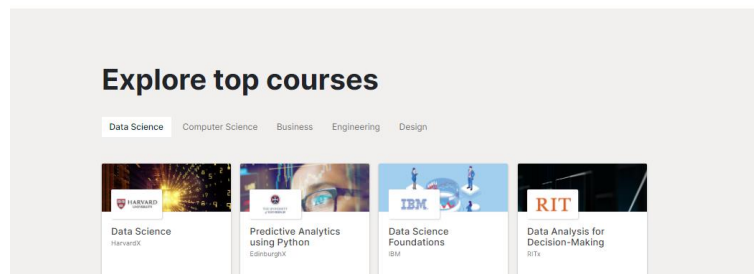 Explore top courses
Data Science Computer Science Business Engineering Design
HARVARD
UNIVERSITY
IBM
RIT
Data Science
HarvardX
Predictive Analytics
using Python
EdinburghX
Data Science
Foundations
IBM
Data Analysis for
Decision-Making
RITx